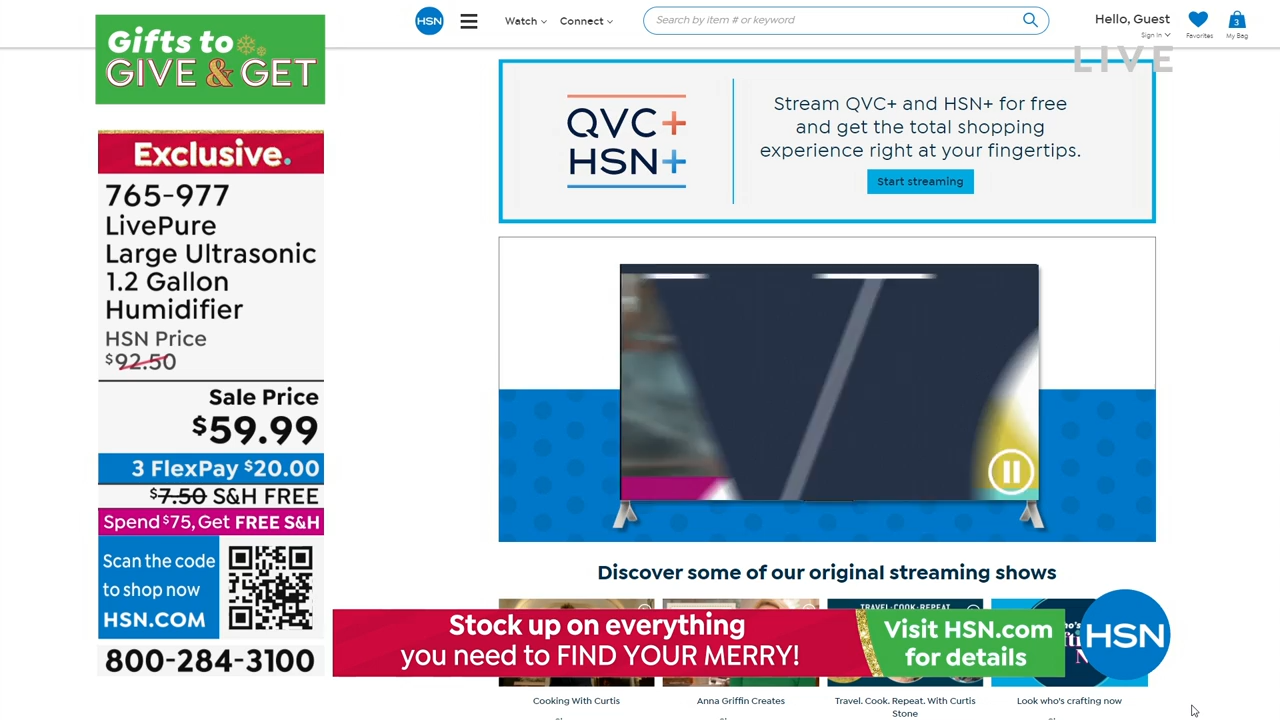 Gifts to
GIVE & GET
Exclusive.
765-977
LivePure
Large Ultrasonic
1.2 Gallon
Humidifier
HSN Price
$92.50
Sale Price
$59.99
3 FlexPay $20.00
$7.50 S&H FREE
Spend $75, Get FREE S&H
Scan the code
to shop now
HSN.COM
800-284-3100
HSN
Watch
Connect
Search by item # or keyword
Hello, Guest
Sign in
Favorites
3
My Bag
LIVE
QVC+
HSN+
Stream QVC+ and HSN+ for free
and get the total shopping
experience right at your fingertips.
Start streaming
Discover some of our original streaming shows
TRAVEL·COOK·REPEAT
Stock up on everything
you need to FIND YOUR MERRY!
Visit HSN.com
for details
HSN
Cooking With Curtis
Anna Griffin Creates
Travel. Cook. Repeat. With Curtis
Stone
Look who's crafting now